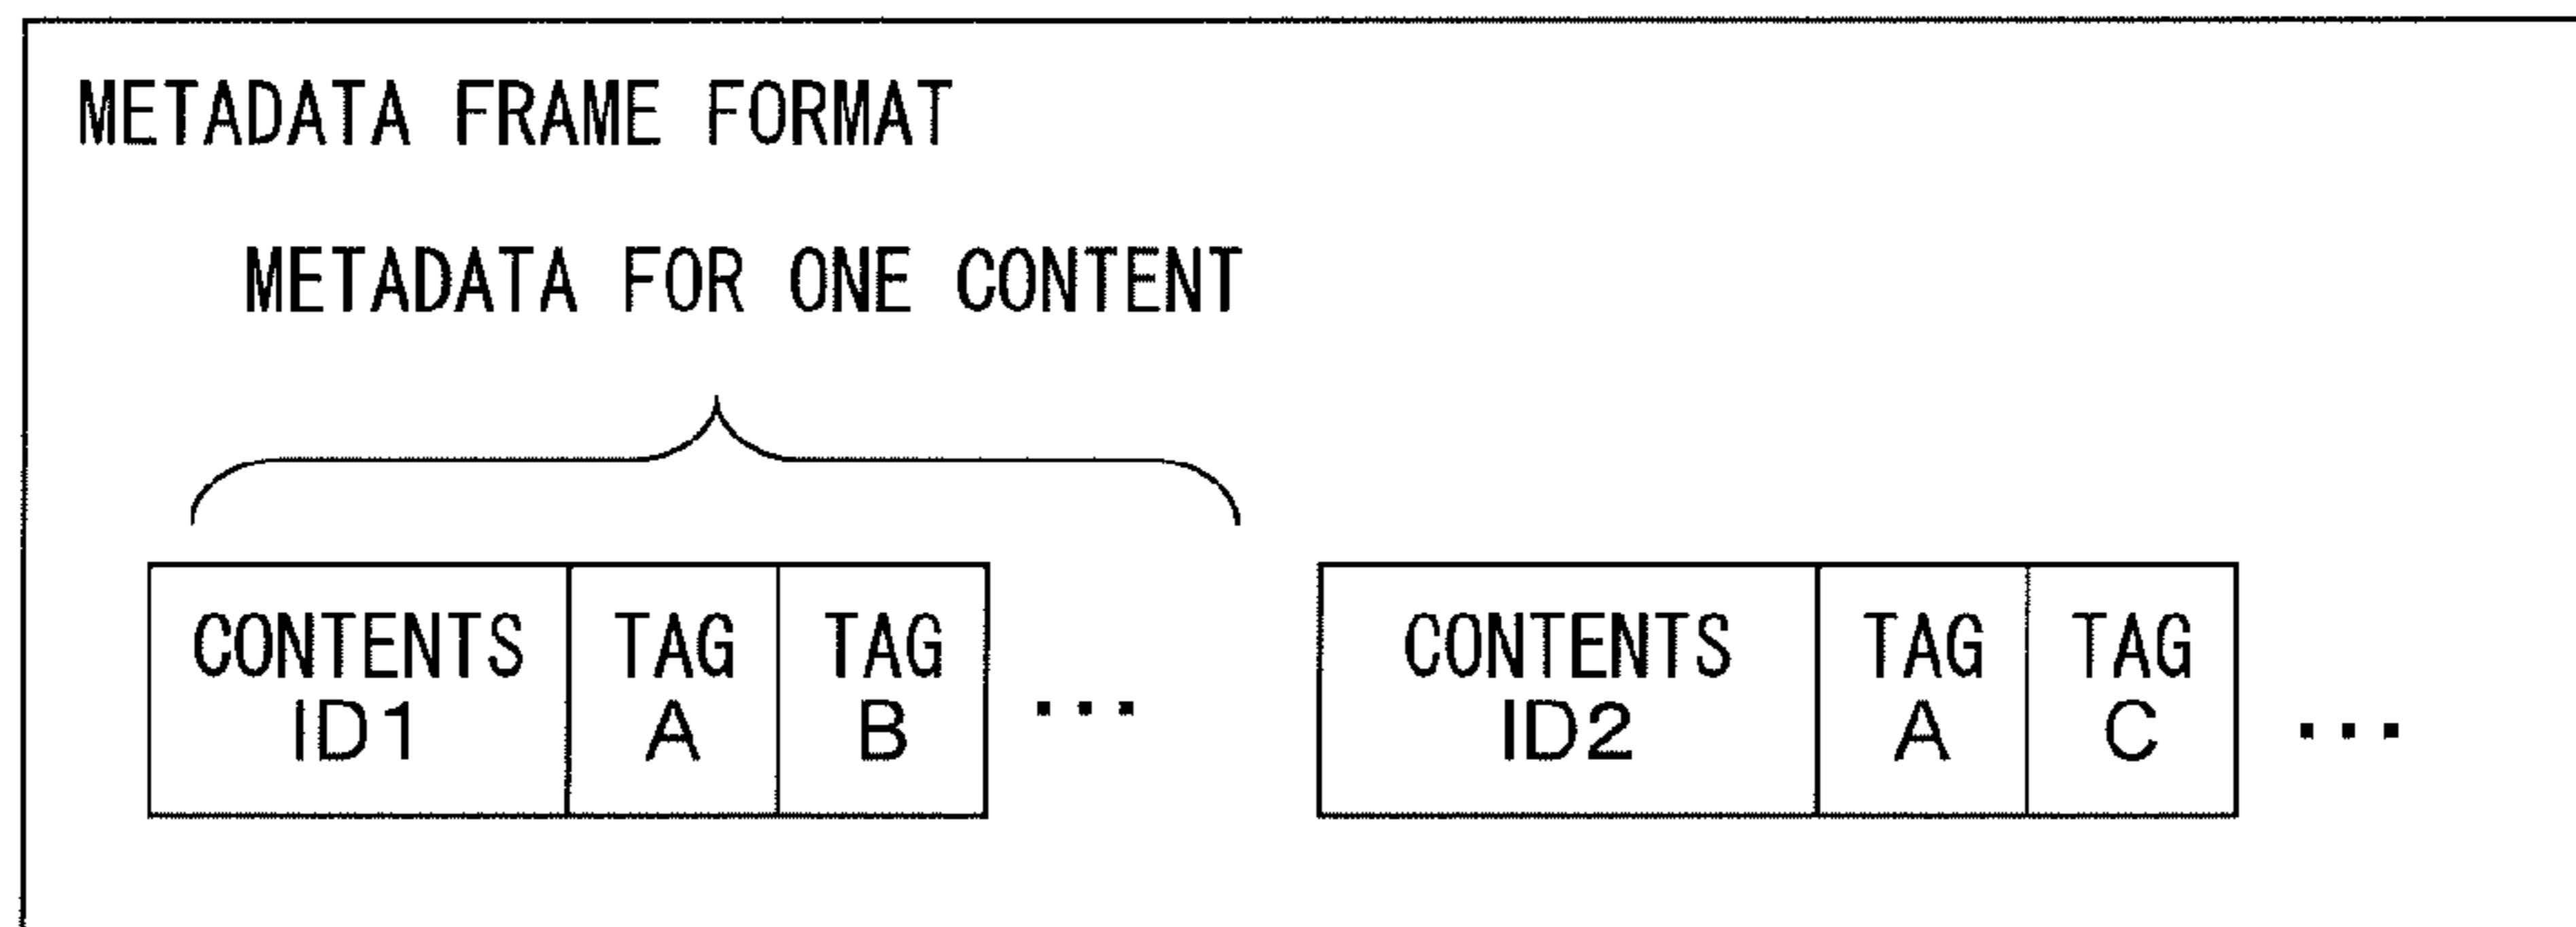 METADATA FRAME FORMAT
METADATA FOR ONE CONTENT
CONTENTS TAG TAG CONTENTS TAG TAG
ID1 A B ... ID2 A C ...